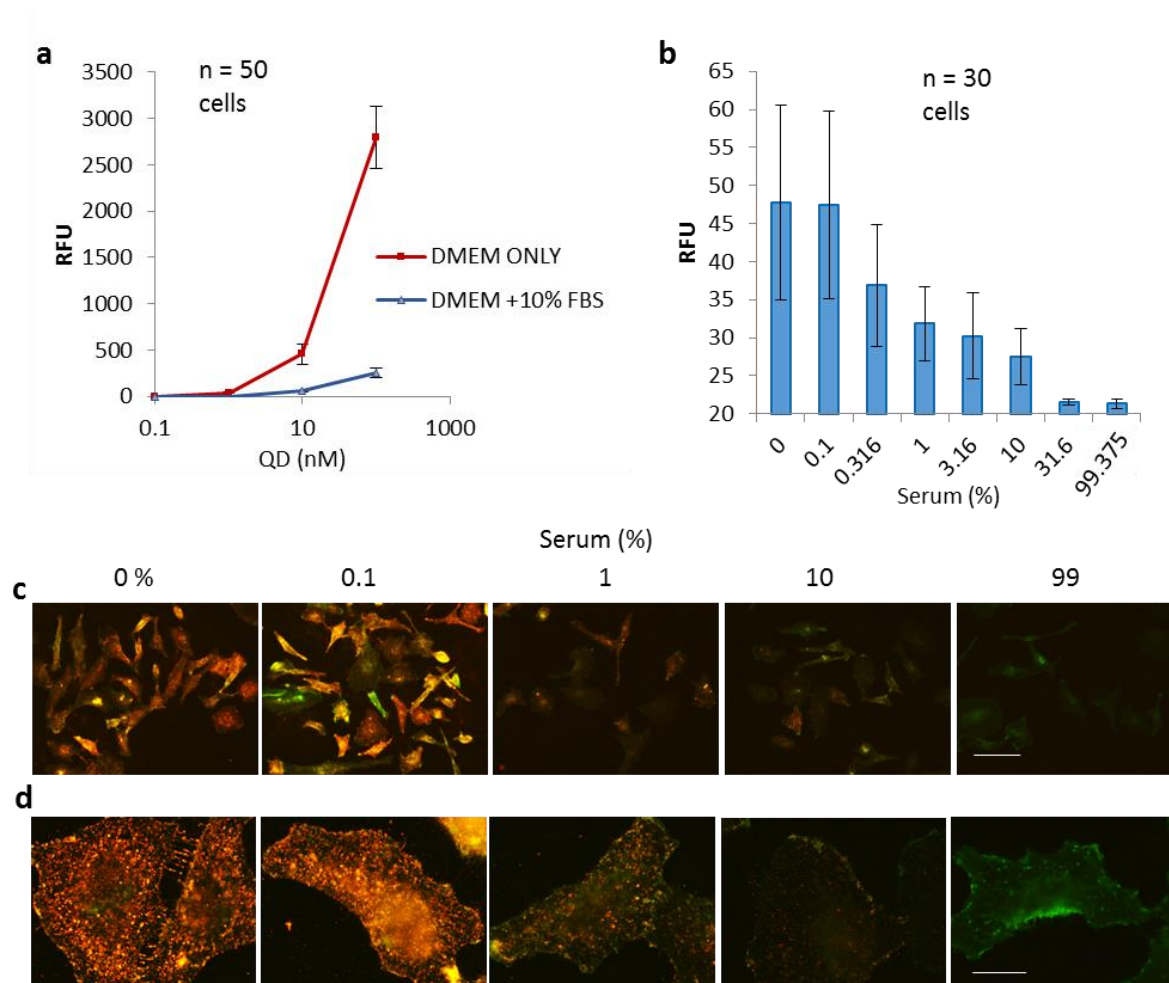 a
n = 50
cells
3500
3000
2500
2000
1500
1000
500
0
RFU
DMEM ONLY
DMEM +10% FBS
0.1
10
1000
QD (nM)
b
n = 30
cells
65
60
55
50
45
40
35
30
25
20
RFU
0
0.1
0.316
1
3.16
10
31.6
99.375
Serum (%)
Serum (%)
0 %
0.1
1
10
99
c
d